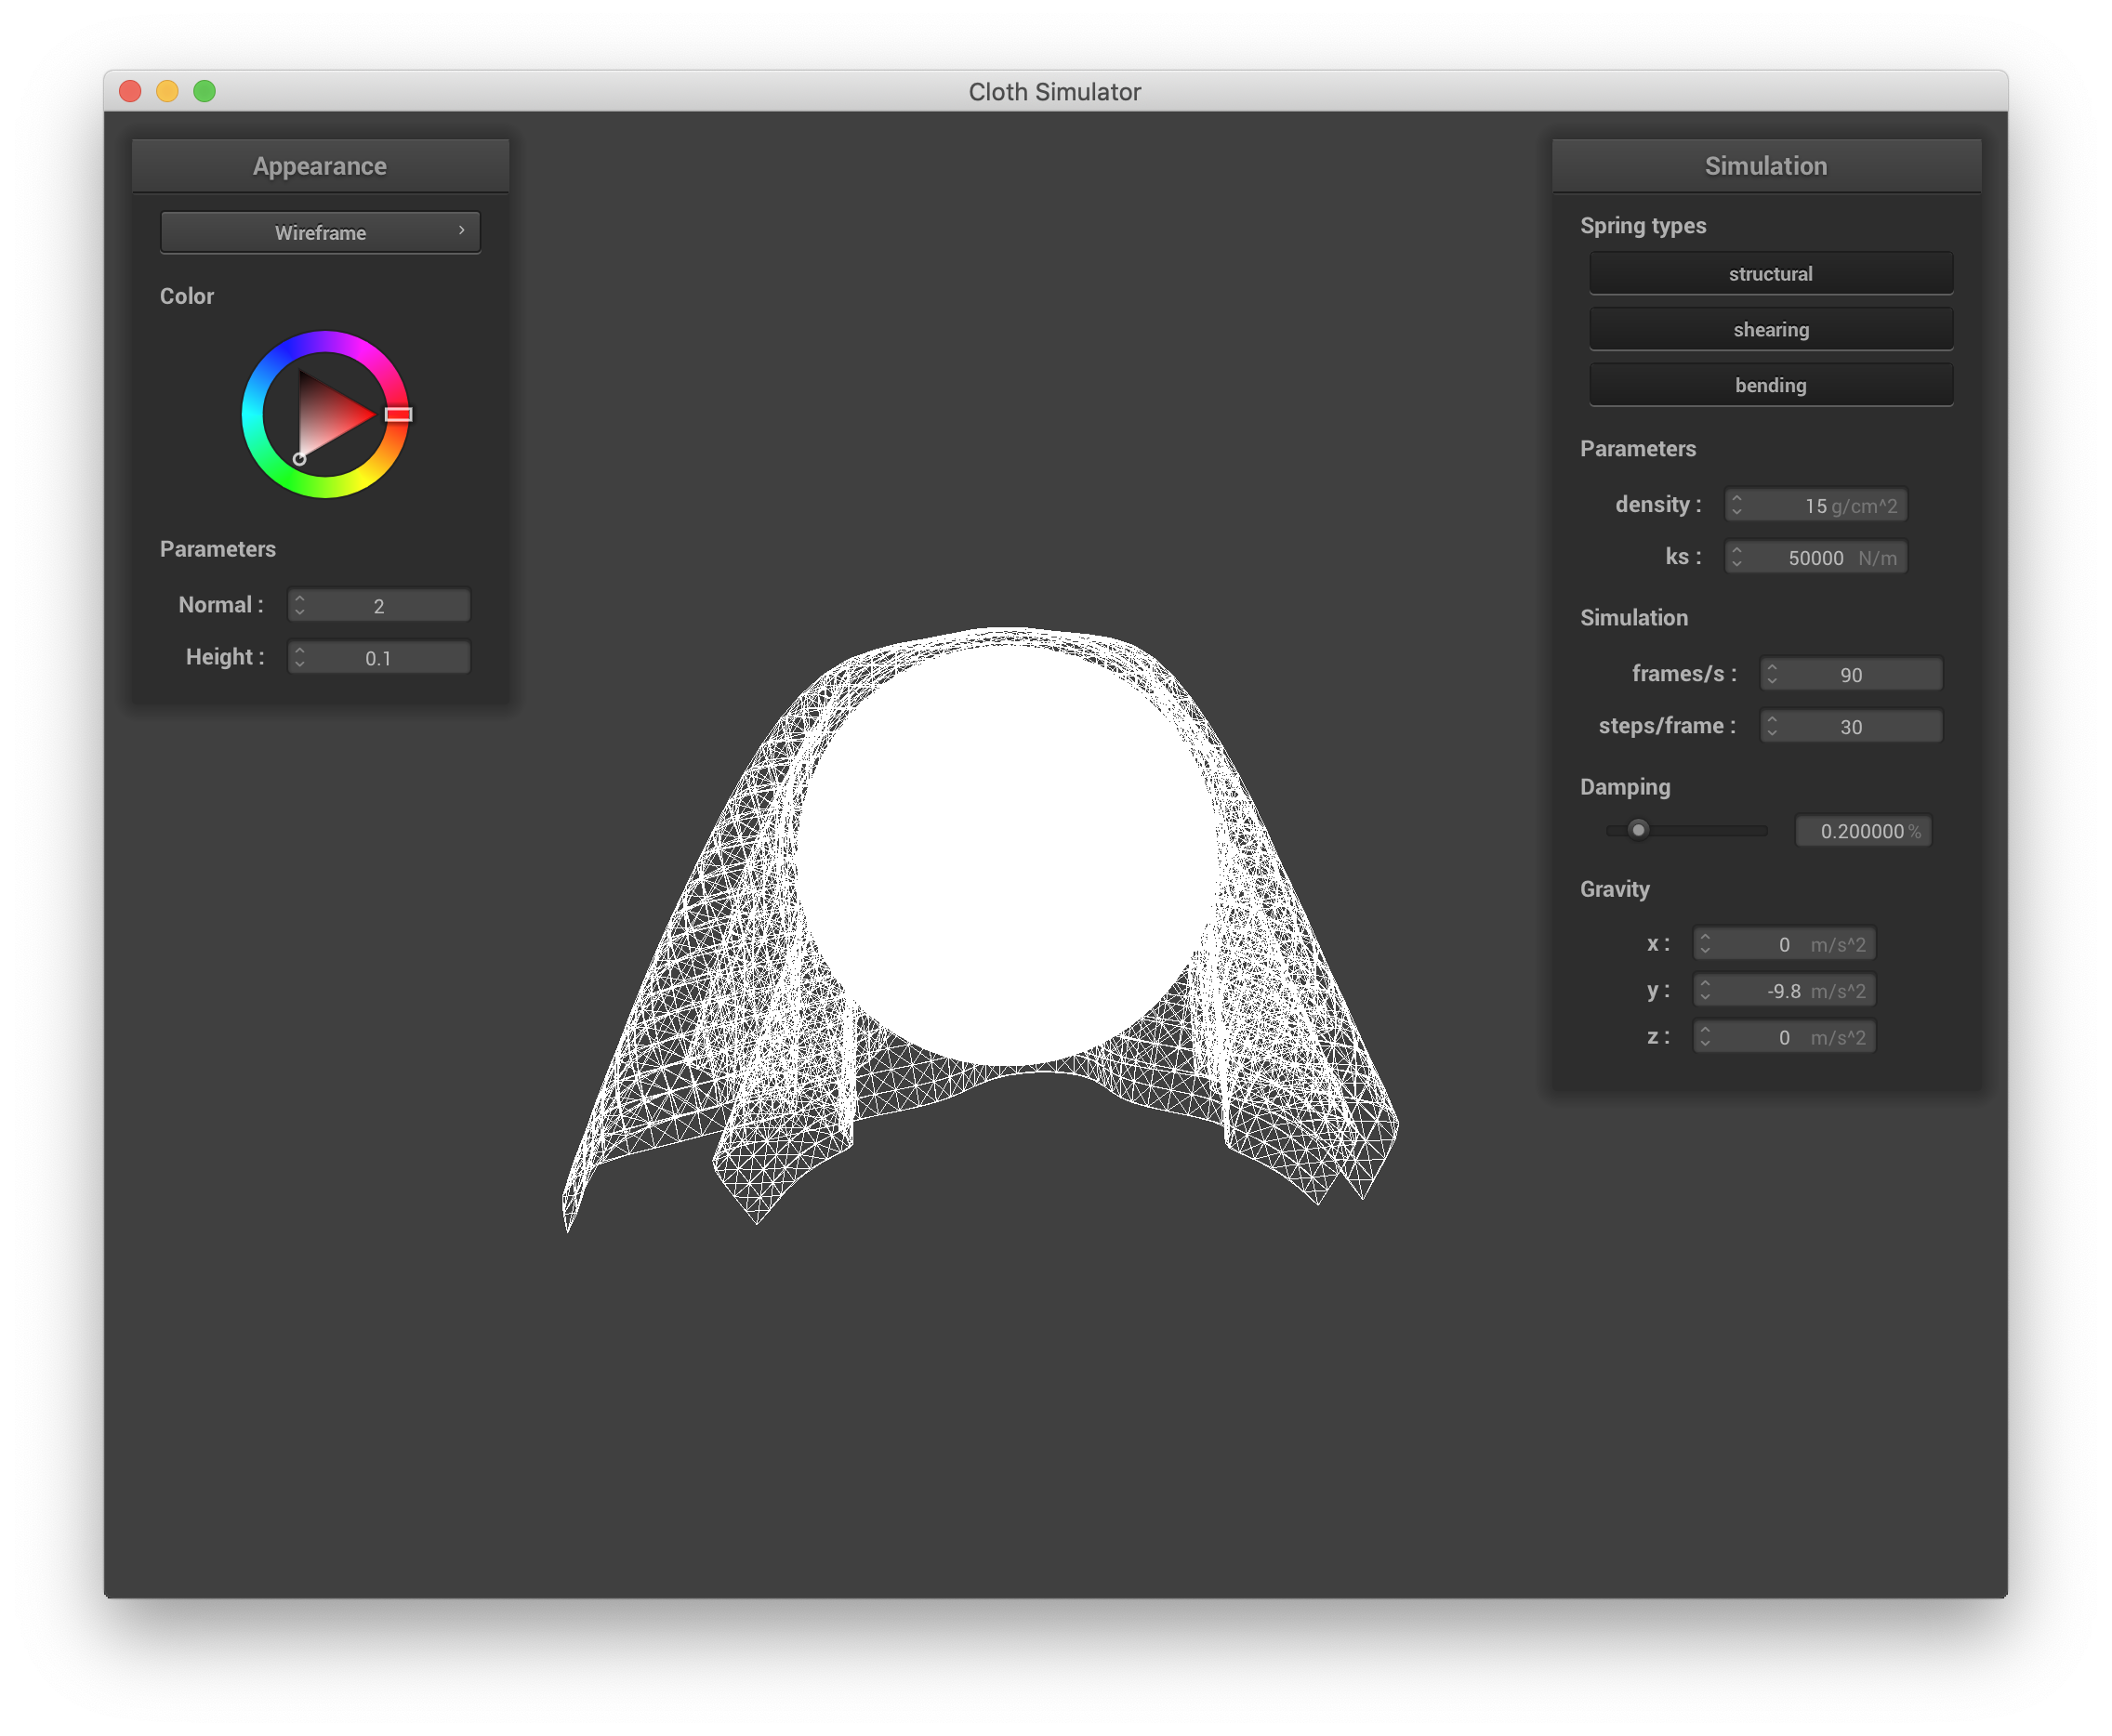 Cloth Simulator
Appearance
Wireframe
Color
Parameters
Normal : 2
Height : 0.1
Simulation
Spring types
structural
shearing
bending
Parameters
density : 15 g/cm^2
ks : 50000 N/m
Simulation
frames/s : 90
steps/frame : 30
Damping
0.200000 %
Gravity
x : 0 m/s^2
y : -9.8 m/s^2
z : 0 m/s^2